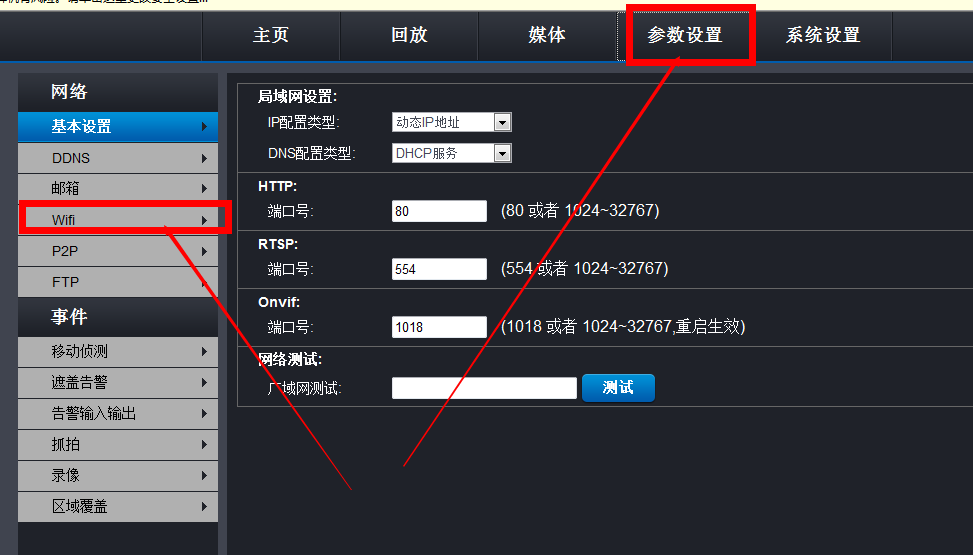 主页 回放 媒体 参数设置 系统设置
网络
基本设置
DDNS
邮箱
Wifi
P2P
FTP
事件
移动侦测
遮盖告警
告警输入输出
抓拍
录像
区域覆盖
局域网设置:
IP配置类型: 动态IP地址
DNS配置类型: DHCP服务
HTTP:
端口号: 80 (80 或者 1024~32767)
RTSP:
端口号: 554 (554 或者 1024~32767)
Onvif:
端口号: 1018 (1018 或者 1024~32767,重启生效)
网络测试:
广域网测试: 测试